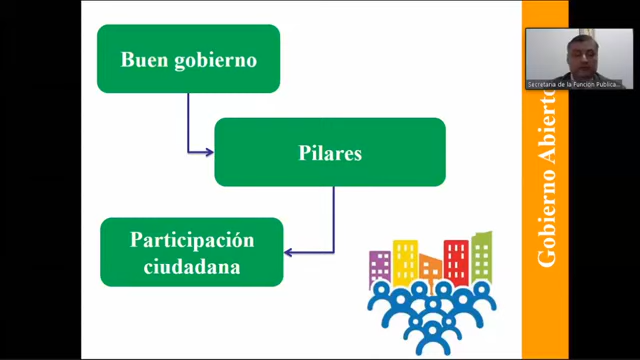 Buen gobierno
Pilares
Participación
ciudadana
Gobierno Abierto
Secretaria de la Función Publica...